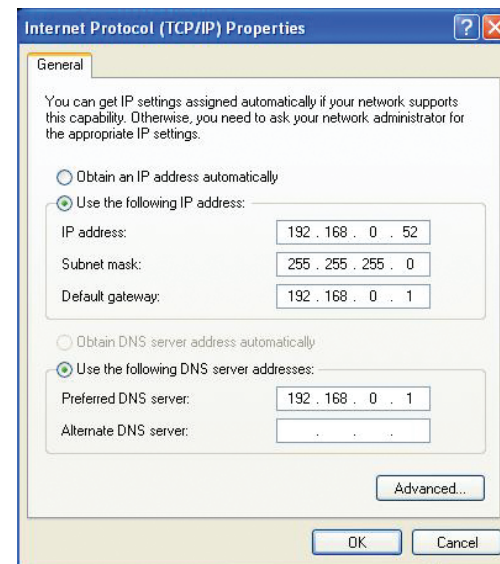 Internet Protocol (TCP/IP) Properties
General
You can get IP settings assigned automatically if your network supports
this capability. Otherwise, you need to ask your network administrator for
the appropriate IP settings.
Obtain an IP address automatically
Use the following IP address:
IP address: 192 . 168 . 0 . 52
Subnet mask: 255 . 255 . 255 . 0
Default gateway: 192 . 168 . 0 . 1
Obtain DNS server address automatically
Use the following DNS server addresses:
Preferred DNS server: 192 . 168 . 0 . 1
Alternate DNS server: . . .
Advanced...
OK Cancel